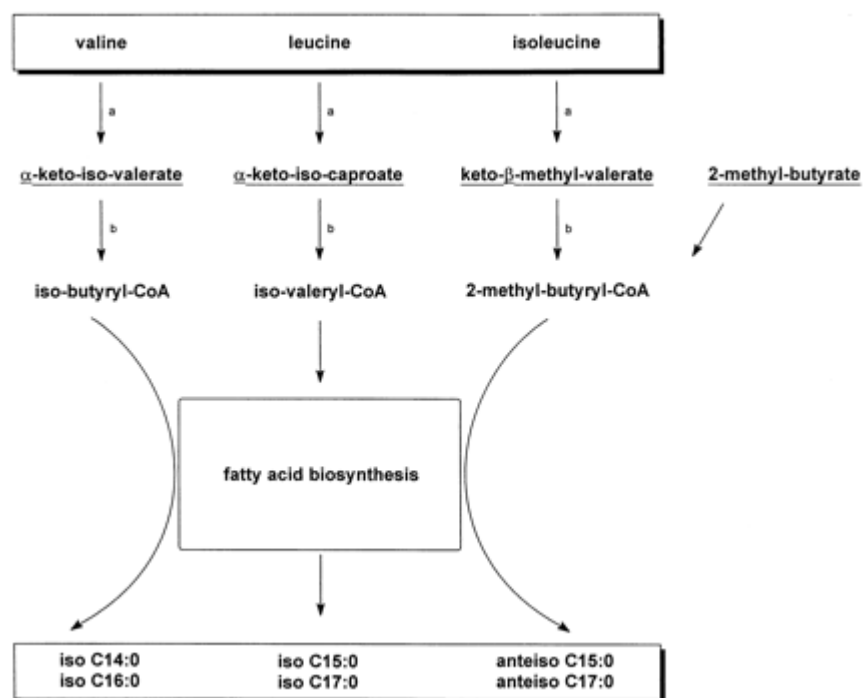 valine leucine isoleucine
a a a
α-keto-iso-valerate α-keto-iso-caproate keto-β-methyl-valerate 2-methyl-butyrate
b b b
iso-butyryl-CoA iso-valeryl-CoA 2-methyl-butyryl-CoA
fatty acid biosynthesis
iso C14:0 iso C15:0 anteiso C15:0
iso C16:0 iso C17:0 anteiso C17:0